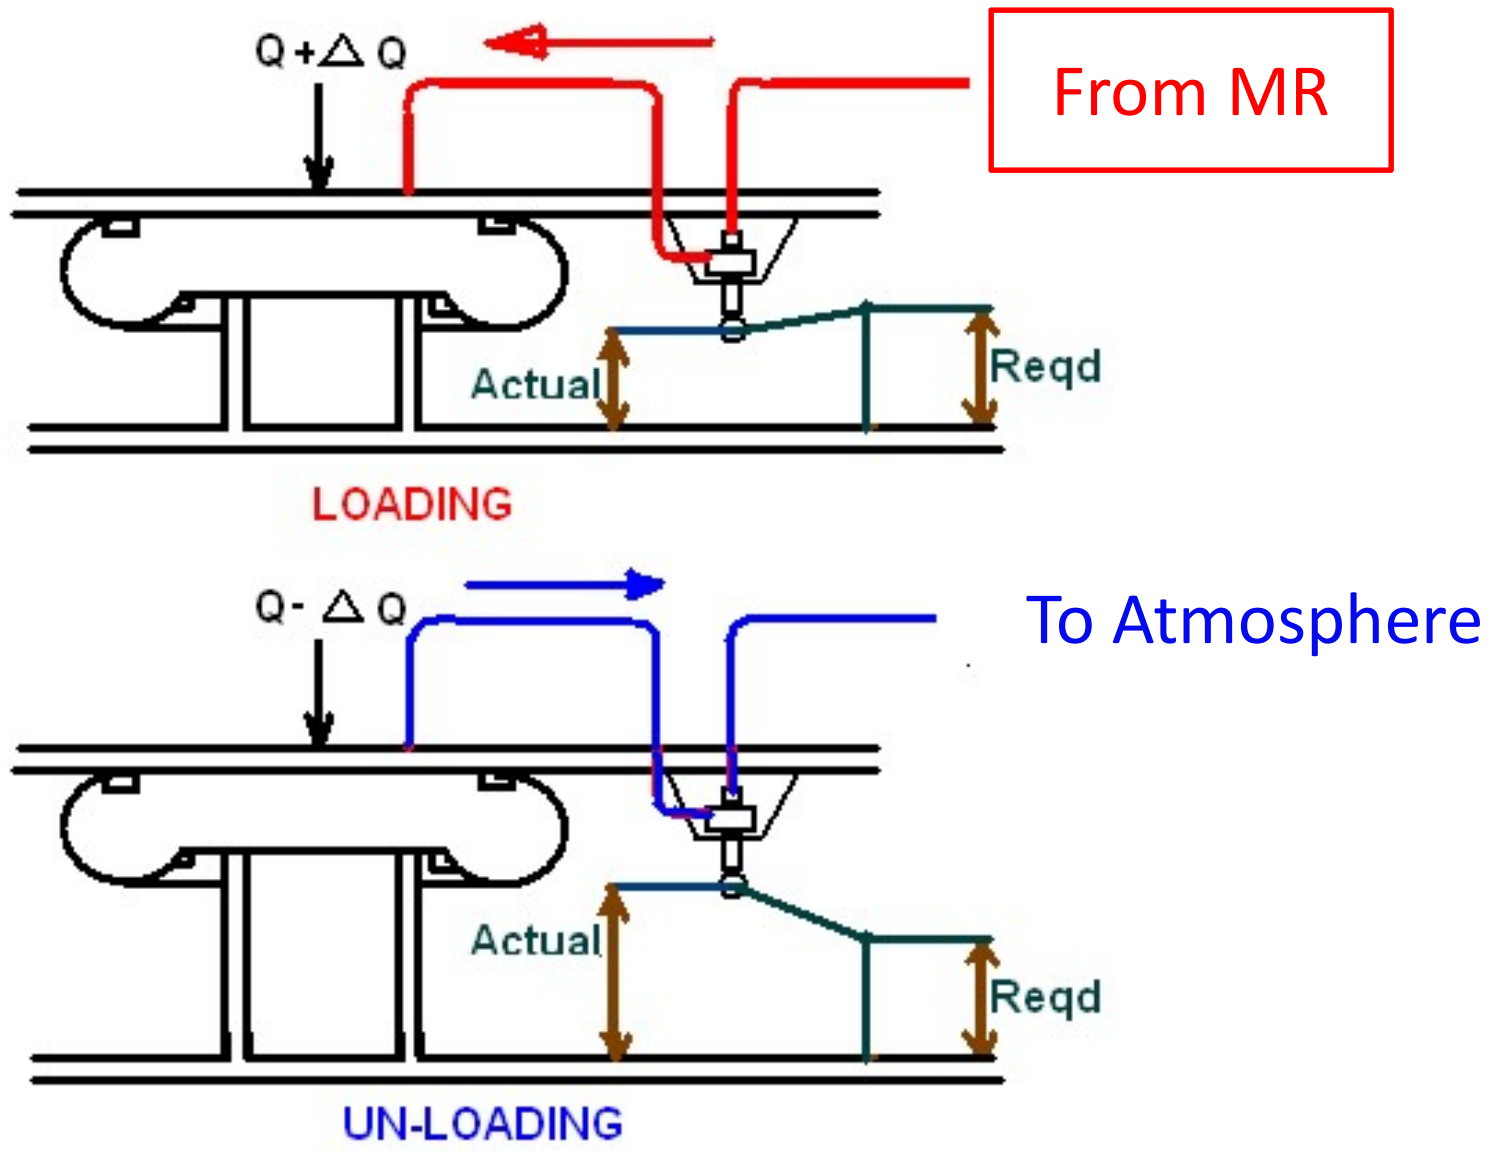 Q+△ Q
From MR
Actual
Reqd
LOADING
Q- △ Q
To Atmosphere
Actual
Reqd
UN-LOADING